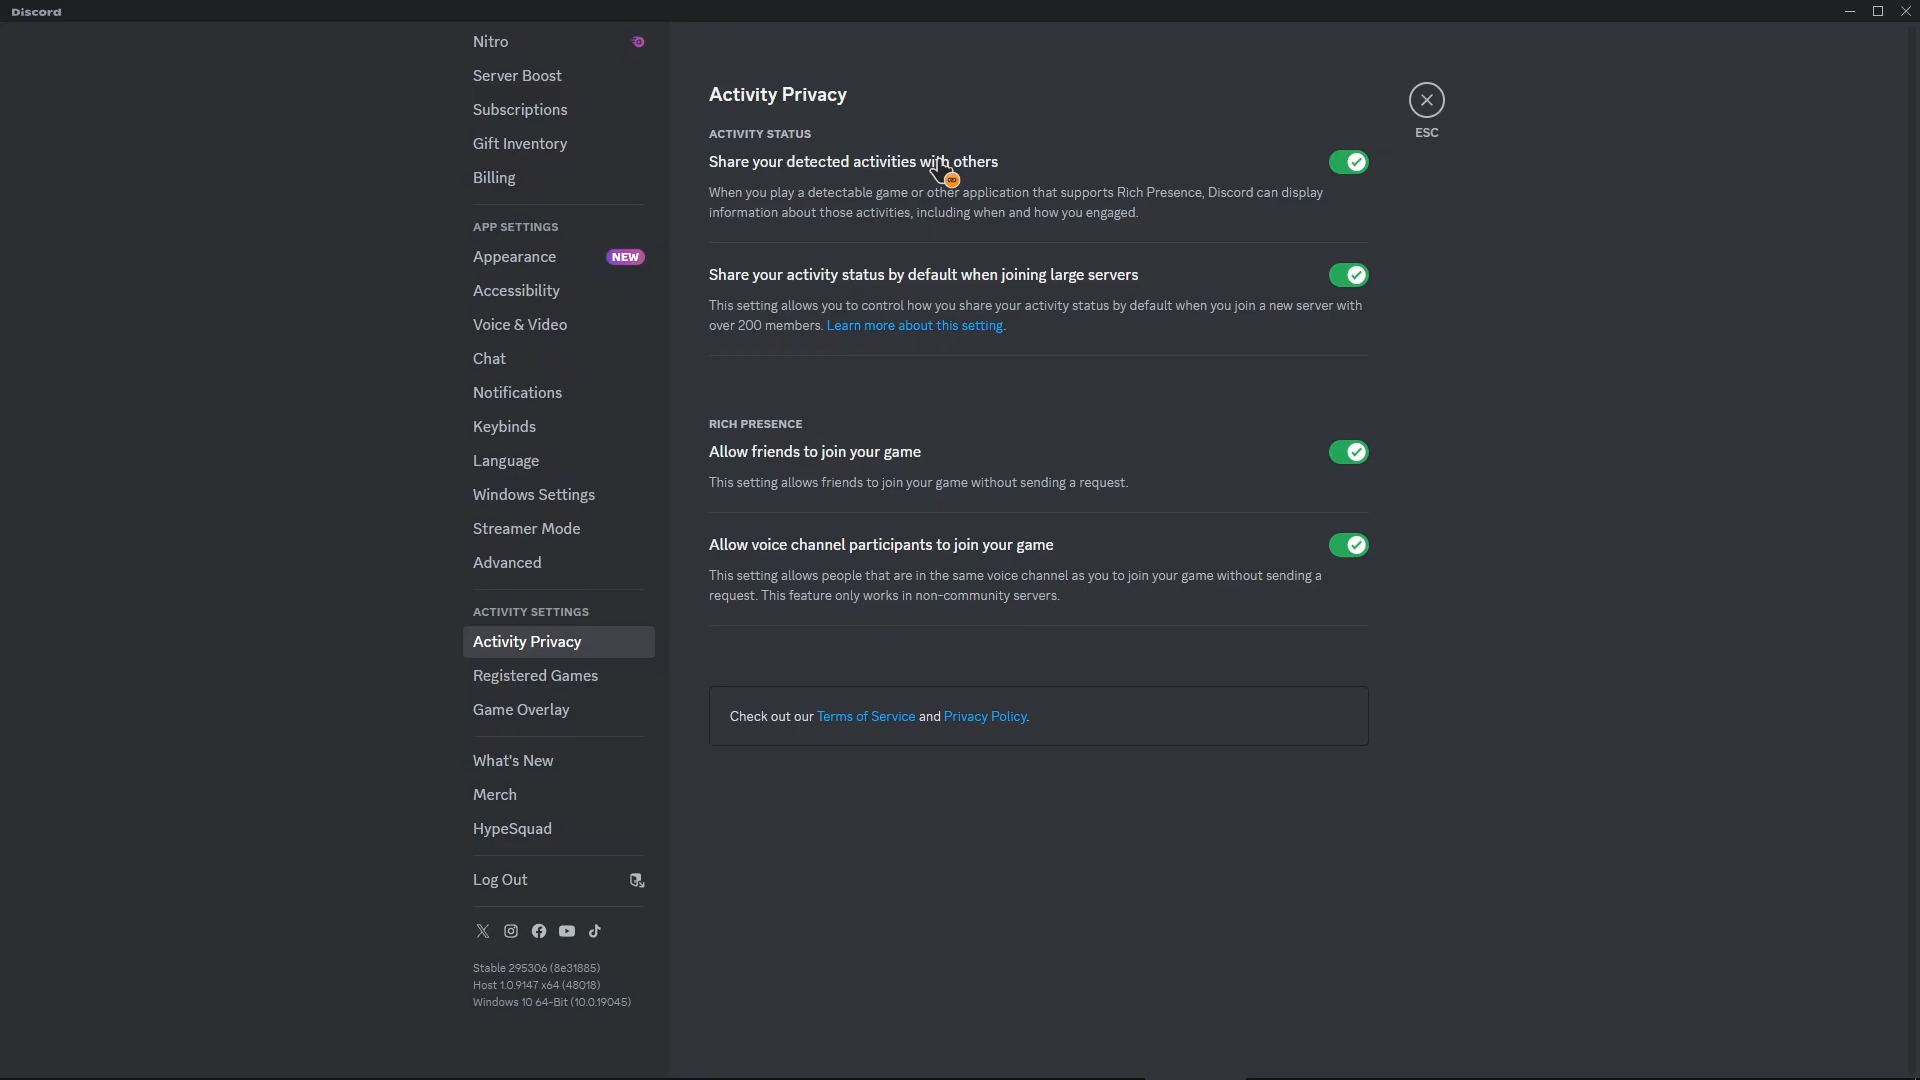 Discord
Nitro
Server Boost
Subscriptions
Gift Inventory
Billing
APP SETTINGS
Appearance NEW
Accessibility
Voice & Video
Chat
Notifications
Keybinds
Language
Windows Settings
Streamer Mode
Advanced
ACTIVITY SETTINGS
Activity Privacy
Registered Games
Game Overlay
What's New
Merch
HypeSquad
Log Out
Stable 295306 (8e31885)
Host 1.0.9147 x64 (48018)
Windows 10 64-Bit (10.0.19045)
Activity Privacy
ESC
ACTIVITY STATUS
Share your detected activities with others
When you play a detectable game or other application that supports Rich Presence, Discord can display
information about those activities, including when and how you engaged.
Share your activity status by default when joining large servers
This setting allows you to control how you share your activity status by default when you join a new server with
over 200 members. Learn more about this setting.
RICH PRESENCE
Allow friends to join your game
This setting allows friends to join your game without sending a request.
Allow voice channel participants to join your game
This setting allows people that are in the same voice channel as you to join your game without sending a
request. This feature only works in non-community servers.
Check out our Terms of Service and Privacy Policy.